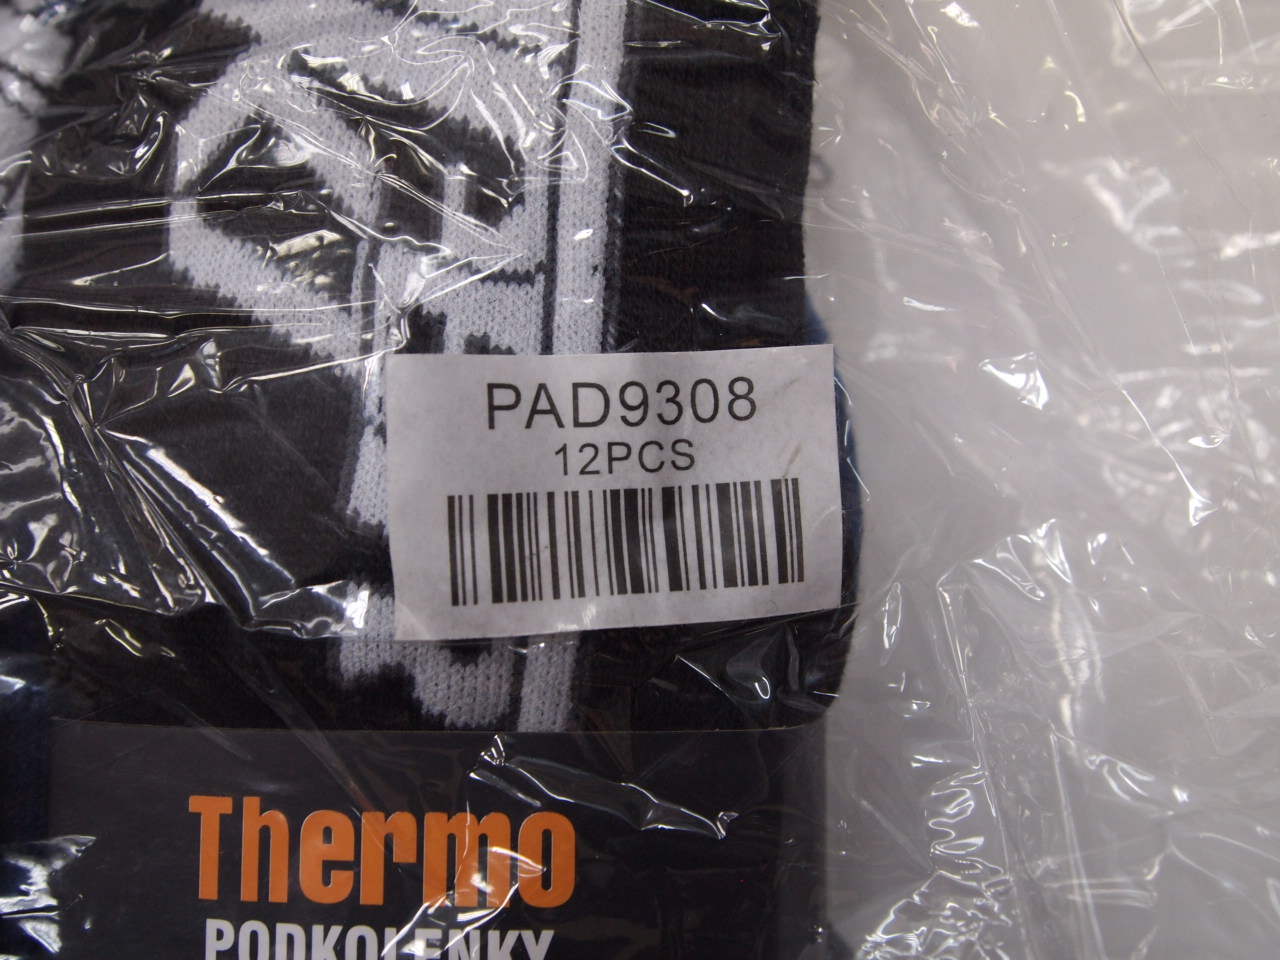 PAD9308
12PCS
Thermo
PODKOLENKY